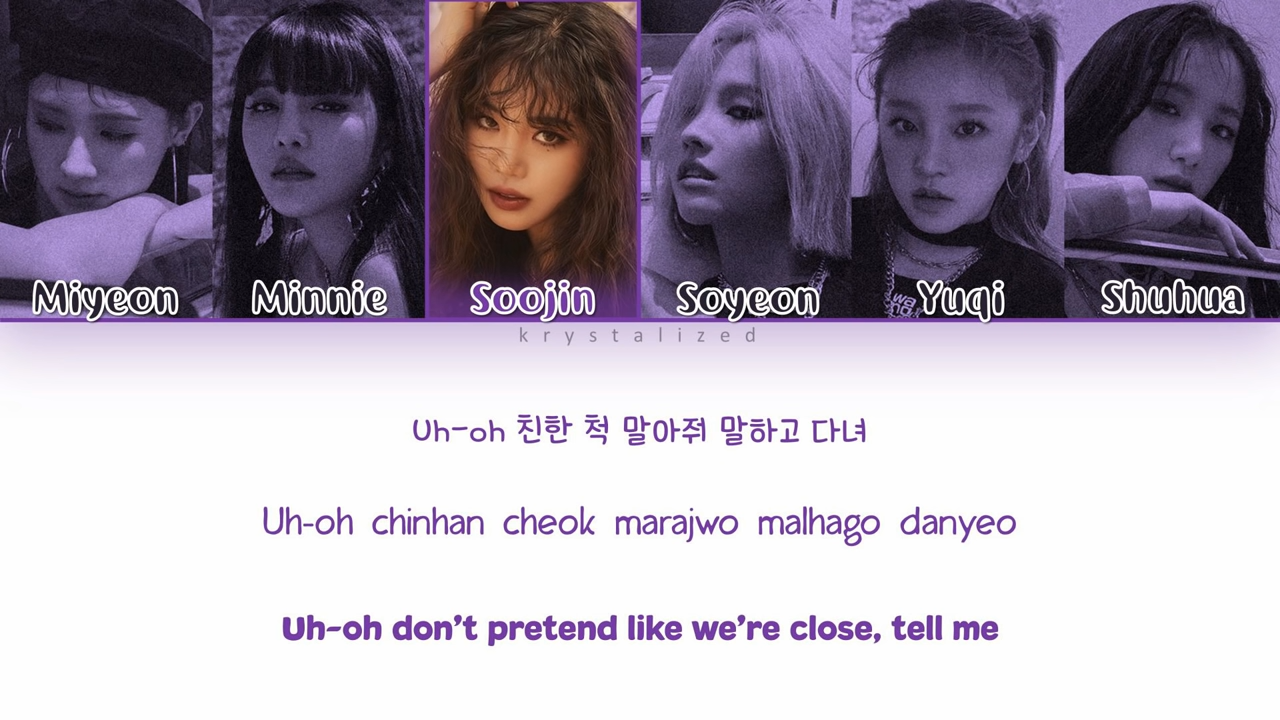 Miyeon Minnie Soojin Soyeon Yuqi Shuhua
krystalized
Uh-oh 친한 척 말아줘 말하고 다녀
Uh-oh chinhan cheok marajwo malhago danyeo
Uh-oh don't pretend like we're close, tell me